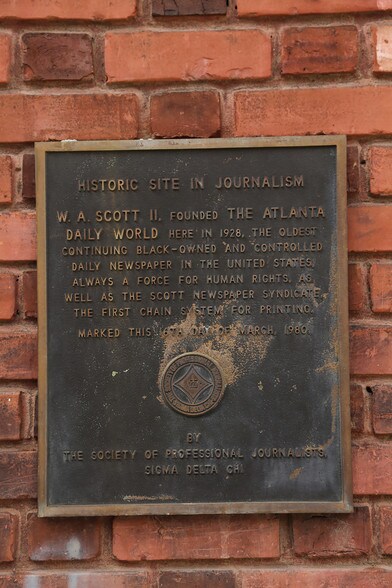 HISTORIC SITE IN JOURNALISM
W. A. SCOTT II, FOUNDED THE ATLANTA
DAILY WORLD HERE IN 1928, THE OLDEST
CONTINUING BLACK-OWNED AND CONTROLLED
DAILY NEWSPAPER IN THE UNITED STATES,
ALWAYS A FORCE FOR HUMAN RIGHTS, AS
WELL AS THE SCOTT NEWSPAPER SYNDICATE,
THE FIRST CHAIN SYSTEM FOR PRINTING.
MARKED THIS DAY OF MARCH, 1980.
BY
THE SOCIETY OF PROFESSIONAL JOURNALISTS,
SIGMA DELTA CHI